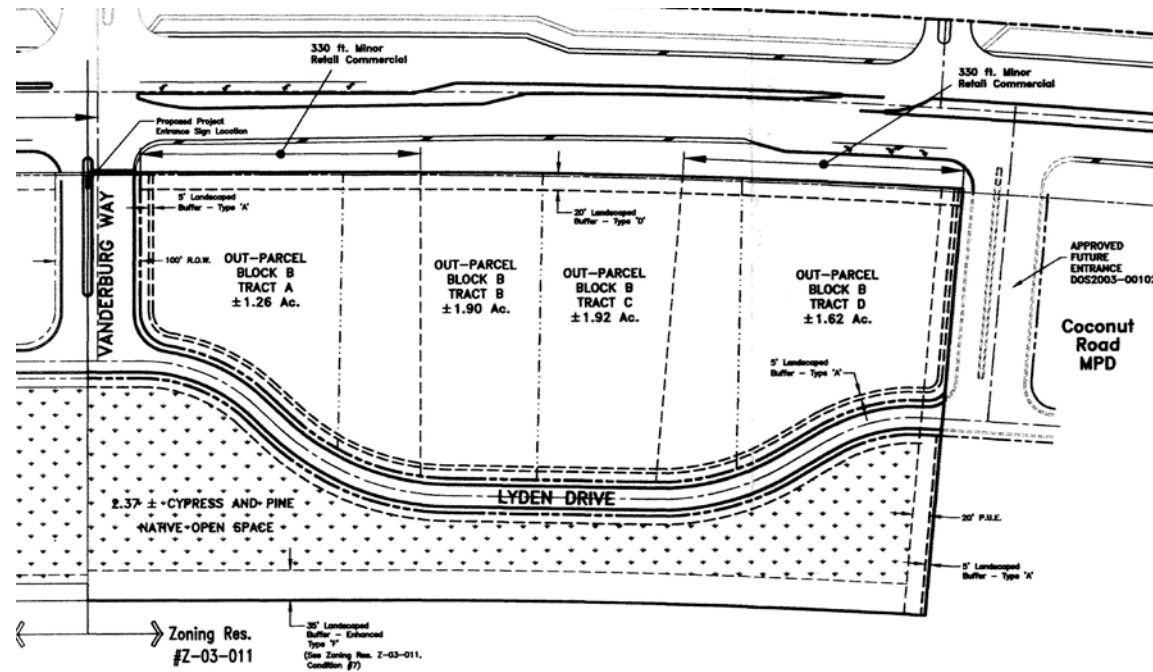 330 ft. Minor
Retail Commercial
330 ft. Minor
Retail Commercial
Proposed Project
Entrance Sign Location
VANDERBURG WAY
5' Landscaped
Buffer - Type 'A'
20' Landscaped
Buffer - Type 'D'
100' R.O.W.
OUT-PARCEL
BLOCK B
TRACT A
±1.26 Ac.
OUT-PARCEL
BLOCK B
TRACT B
±1.90 Ac.
OUT-PARCEL
BLOCK B
TRACT C
±1.92 Ac.
OUT-PARCEL
BLOCK B
TRACT D
±1.62 Ac.
APPROVED
FUTURE
ENTRANCE
DOS2003-0010
Coconut
Road
MPD
5' Landscaped
Buffer - Type 'A'
LYDEN DRIVE
2.37 ± CYPRESS AND PINE
NATIVE OPEN SPACE
20' P.U.E.
5' Landscaped
Buffer - Type 'A'
Zoning Res.
#Z-03-011
35' Landscaped
Buffer - Enhanced
Type 'F'
(See Zoning Res. Z-03-011,
Condition #7)